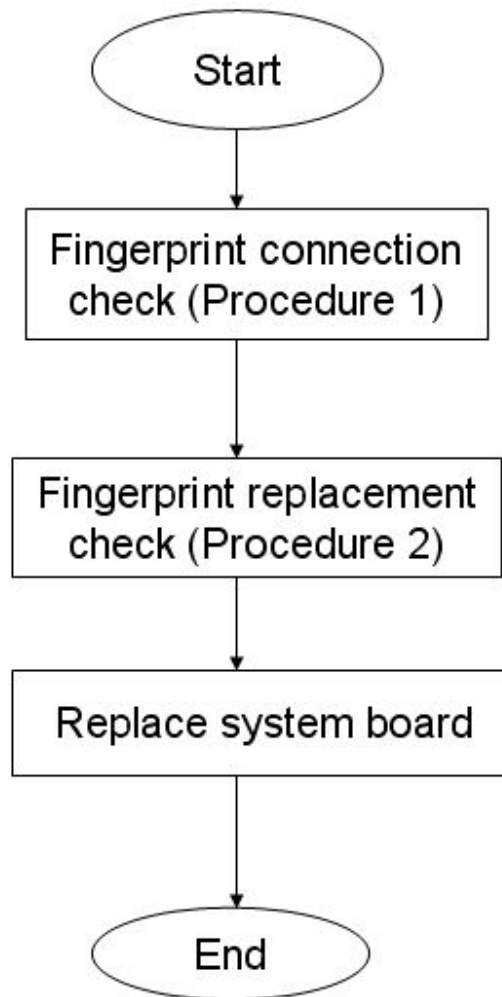 Start
Fingerprint connection
check (Procedure 1)
Fingerprint replacement
check (Procedure 2)
Replace system board
End